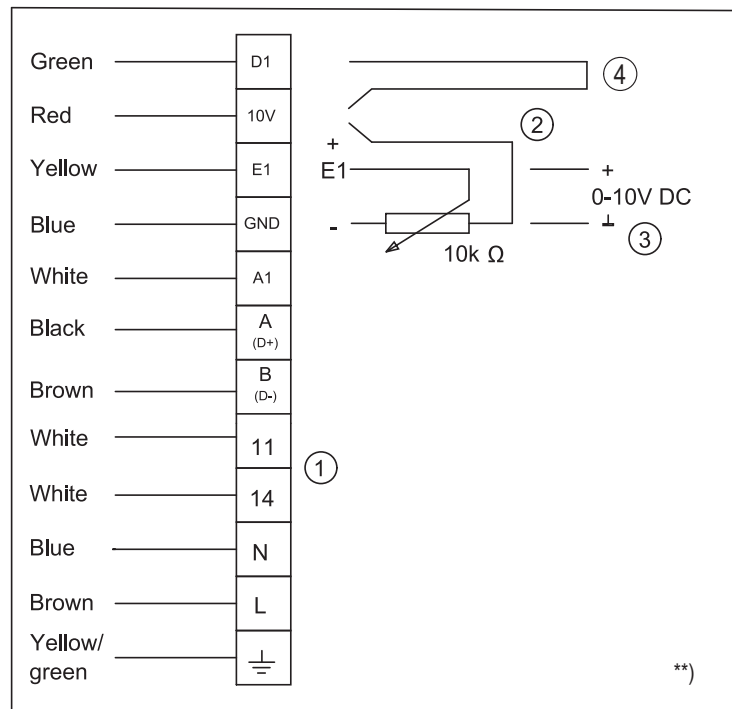 Green D1 4
Red 10V 2
+
Yellow E1 E1 +
0-10V DC
Blue GND - ⊥ 3
10k Ω
White A1
Black A
(D+)
Brown B
(D-)
White 11
1
White 14
Blue N
Brown L
Yellow/
green
**)